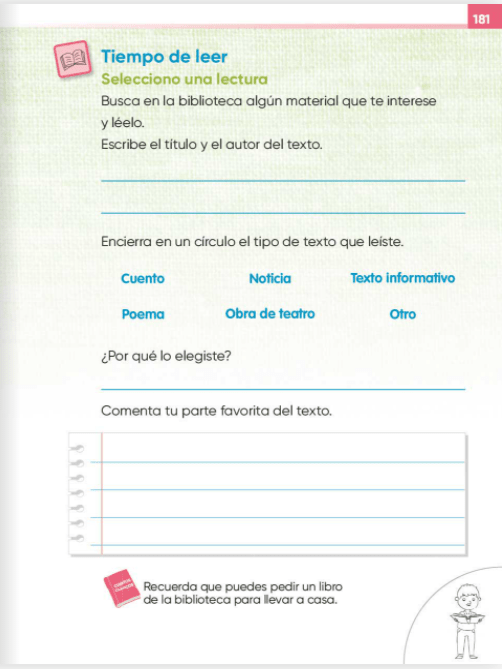 181
Tiempo de leer
Selecciono una lectura
Busca en la biblioteca algún material que te interese
y léelo.
Escribe el título y el autor del texto.
Encierra en un círculo el tipo de texto que leíste.
Cuento Noticia Texto informativo
Poema Obra de teatro Otro
¿Por qué lo elegiste?
Comenta tu parte favorita del texto.
Recuerda que puedes pedir un libro
de la biblioteca para llevar a casa.